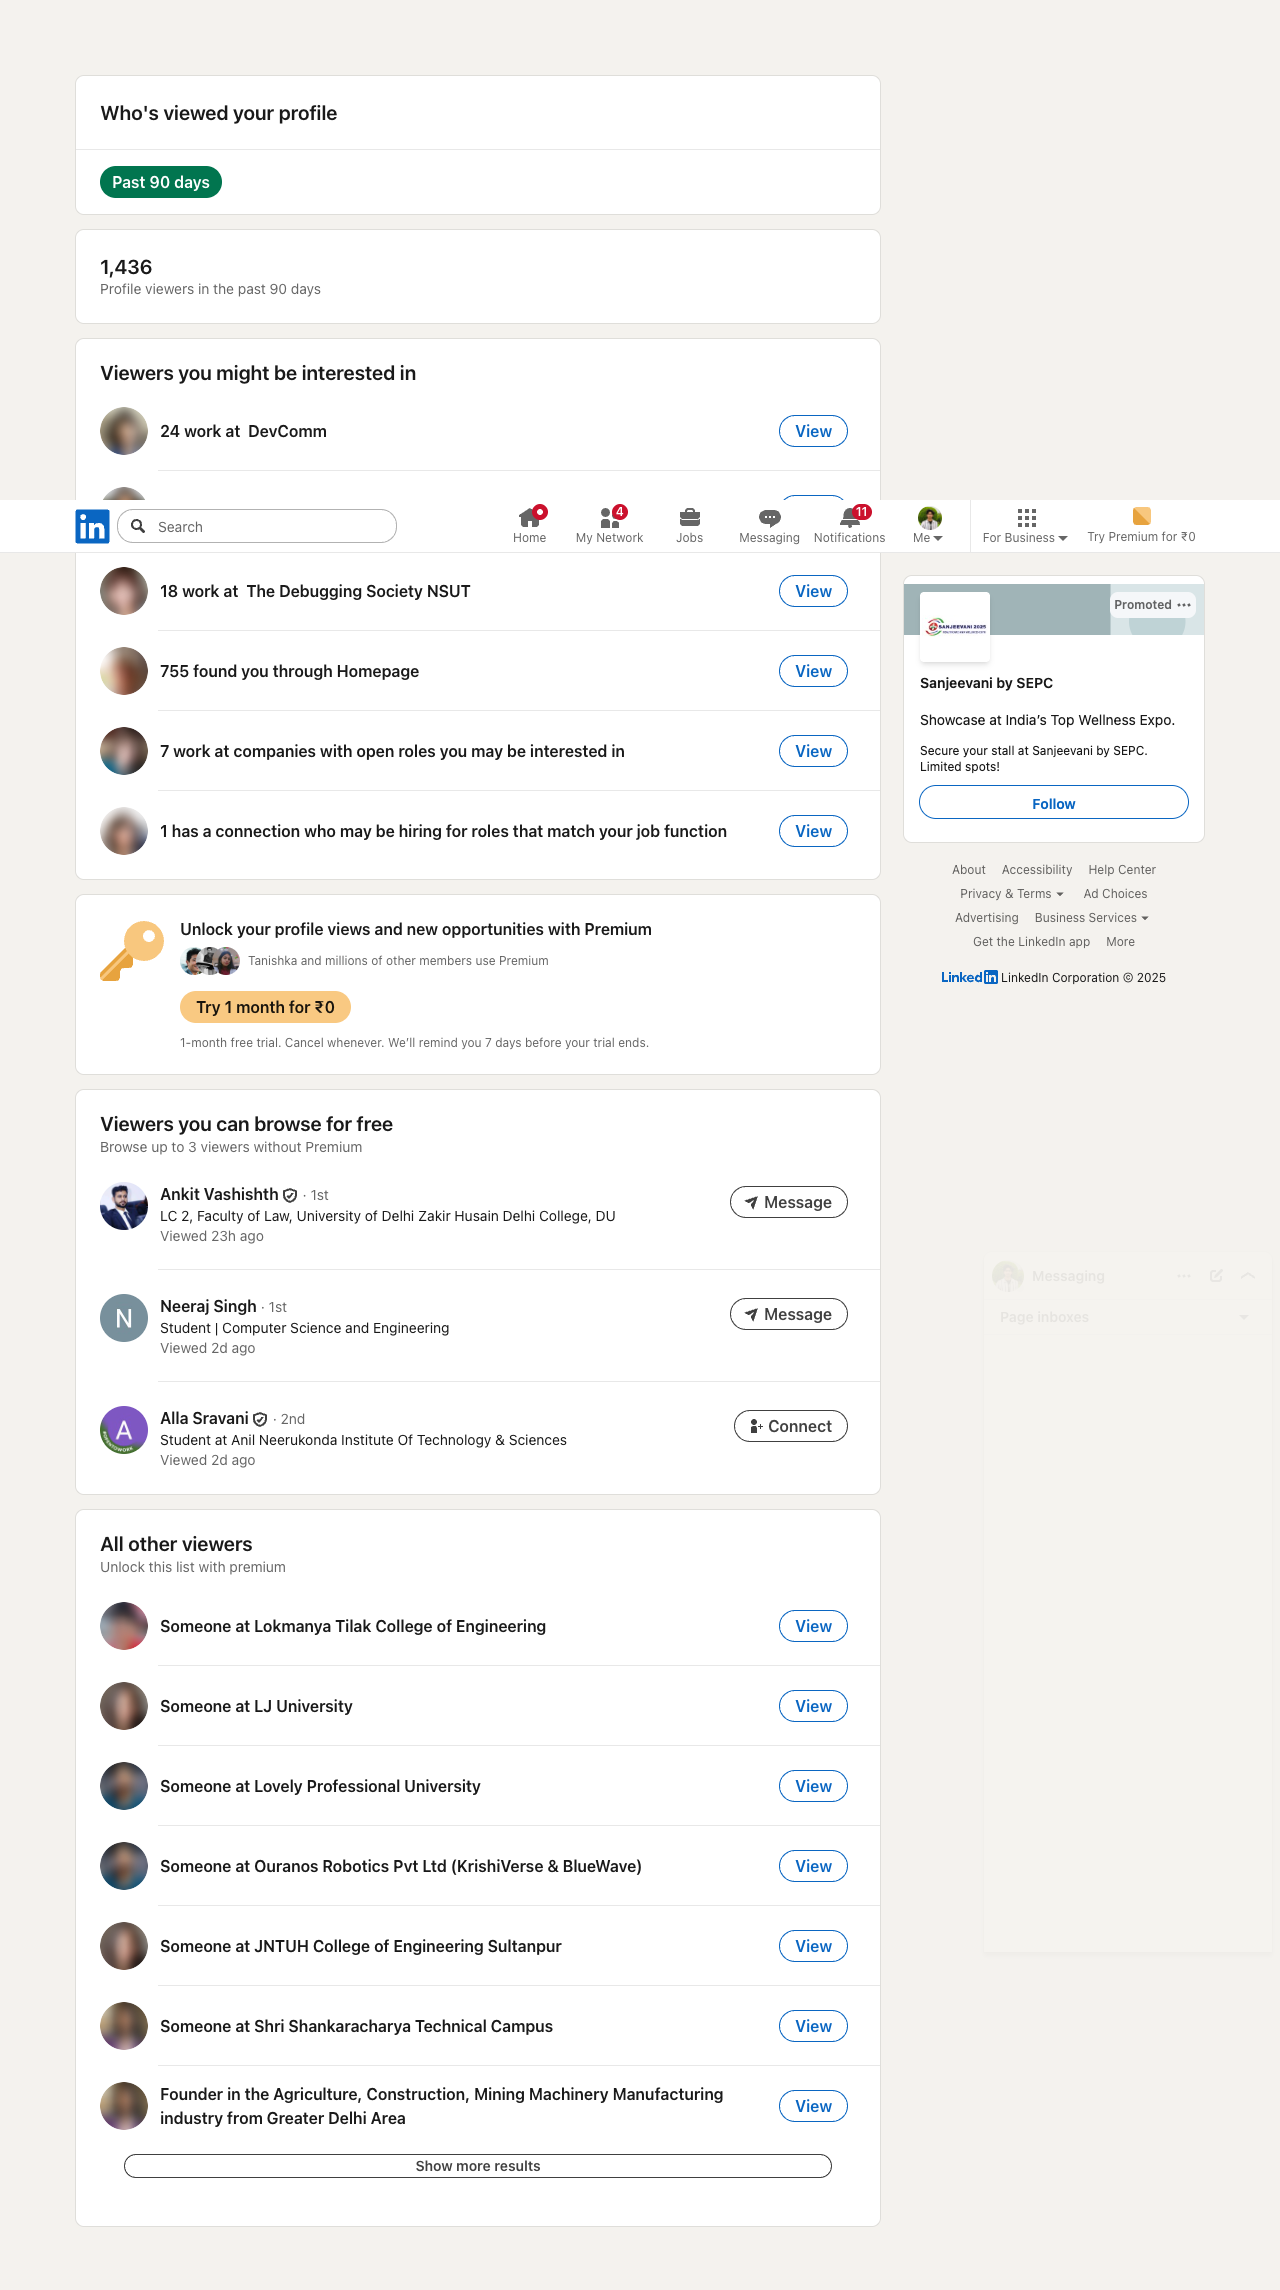 Who's viewed your profile
Past 90 days
1,436
Profile viewers in the past 90 days
Viewers you might be interested in
24 work at  DevComm
View
in
Search
Home
4
My Network
Jobs
Messaging
11
Notifications
Me
For Business
Try Premium for ₹0
18 work at  The Debugging Society NSUT
View
755 found you through Homepage
View
7 work at companies with open roles you may be interested in
View
1 has a connection who may be hiring for roles that match your job function
View
Promoted
SANJEEVANI 2025
Sanjeevani by SEPC
Showcase at India's Top Wellness Expo.
Secure your stall at Sanjeevani by SEPC.
Limited spots!
Follow
About Accessibility Help Center
Privacy & Terms Ad Choices
Advertising Business Services
Get the LinkedIn app More
LinkedIn LinkedIn Corporation © 2025
Unlock your profile views and new opportunities with Premium
Tanishka and millions of other members use Premium
Try 1 month for ₹0
1-month free trial. Cancel whenever. We'll remind you 7 days before your trial ends.
Viewers you can browse for free
Browse up to 3 viewers without Premium
Ankit Vashishth · 1st
LC 2, Faculty of Law, University of Delhi Zakir Husain Delhi College, DU
Viewed 23h ago
Message
N
Neeraj Singh · 1st
Student | Computer Science and Engineering
Viewed 2d ago
Message
A
#OPENTOWORK
Alla Sravani · 2nd
Student at Anil Neerukonda Institute Of Technology & Sciences
Viewed 2d ago
Connect
Messaging
Page inboxes
All other viewers
Unlock this list with premium
Someone at Lokmanya Tilak College of Engineering
View
Someone at LJ University
View
Someone at Lovely Professional University
View
Someone at Ouranos Robotics Pvt Ltd (KrishiVerse & BlueWave)
View
Someone at JNTUH College of Engineering Sultanpur
View
Someone at Shri Shankaracharya Technical Campus
View
Founder in the Agriculture, Construction, Mining Machinery Manufacturing
industry from Greater Delhi Area
View
Show more results